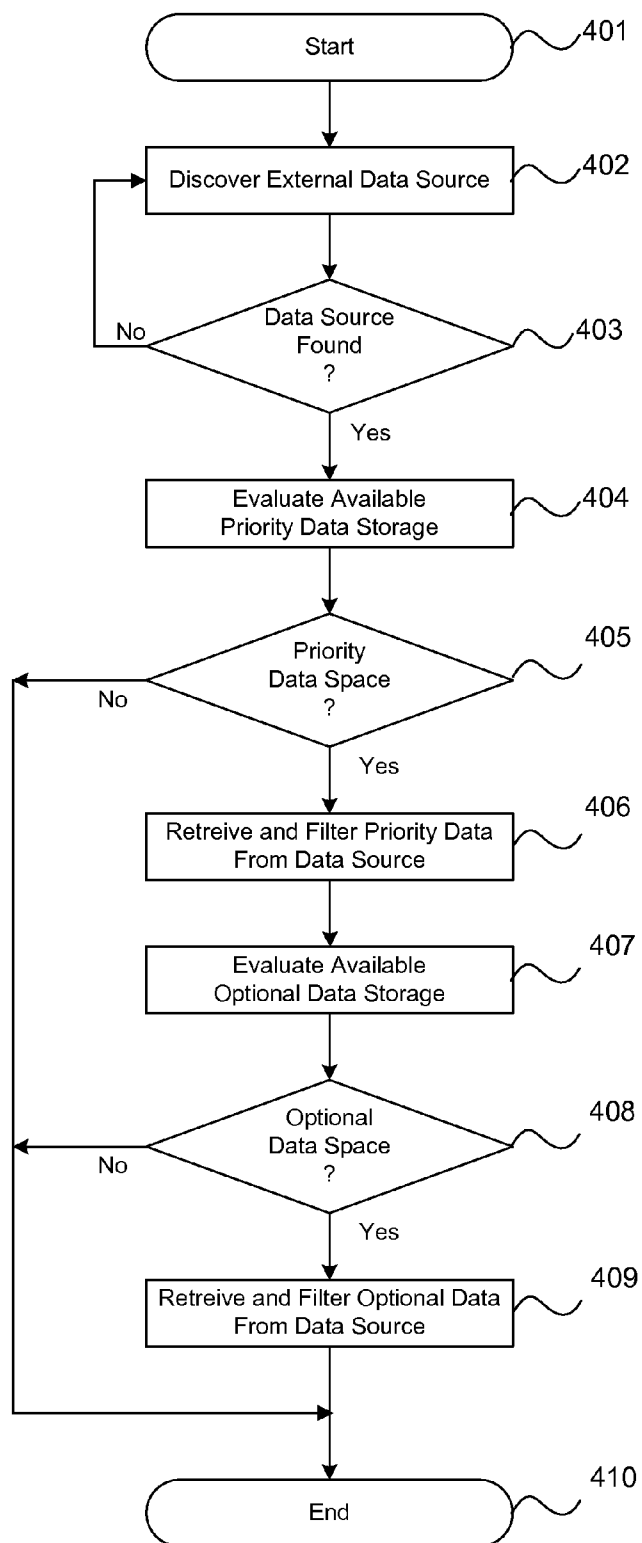 Start
401
Discover External Data Source
402
Data Source
Found
?
403
No
Yes
Evaluate Available
Priority Data Storage
404
Priority
Data Space
?
405
No
Yes
Retreive and Filter Priority Data
From Data Source
406
Evaluate Available
Optional Data Storage
407
Optional
Data Space
?
408
No
Yes
Retreive and Filter Optional Data
From Data Source
409
End
410